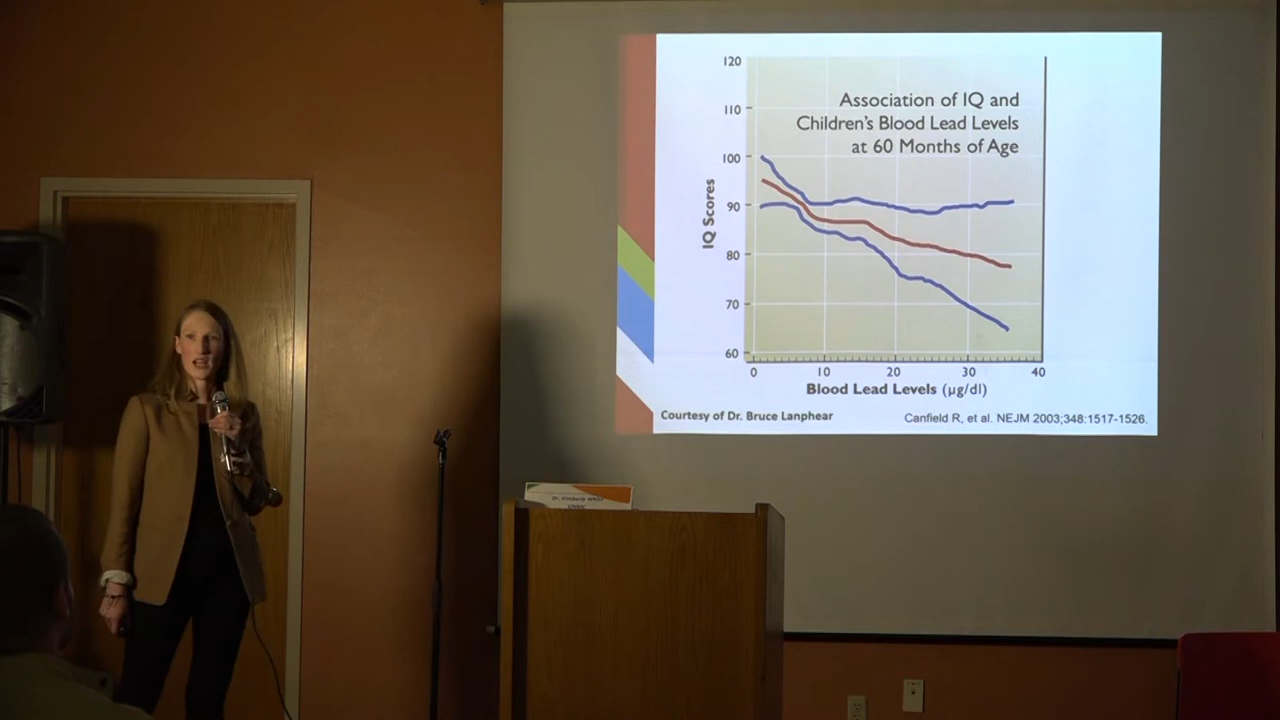 120
110
100
90
80
70
60
IQ Scores
Association of IQ and
Children's Blood Lead Levels
at 60 Months of Age
0 10 20 30 40
Blood Lead Levels (µg/dl)
Courtesy of Dr. Bruce Lanphear
Canfield R, et al. NEJM 2003;348:1517-1526.
Dr. Kimberly